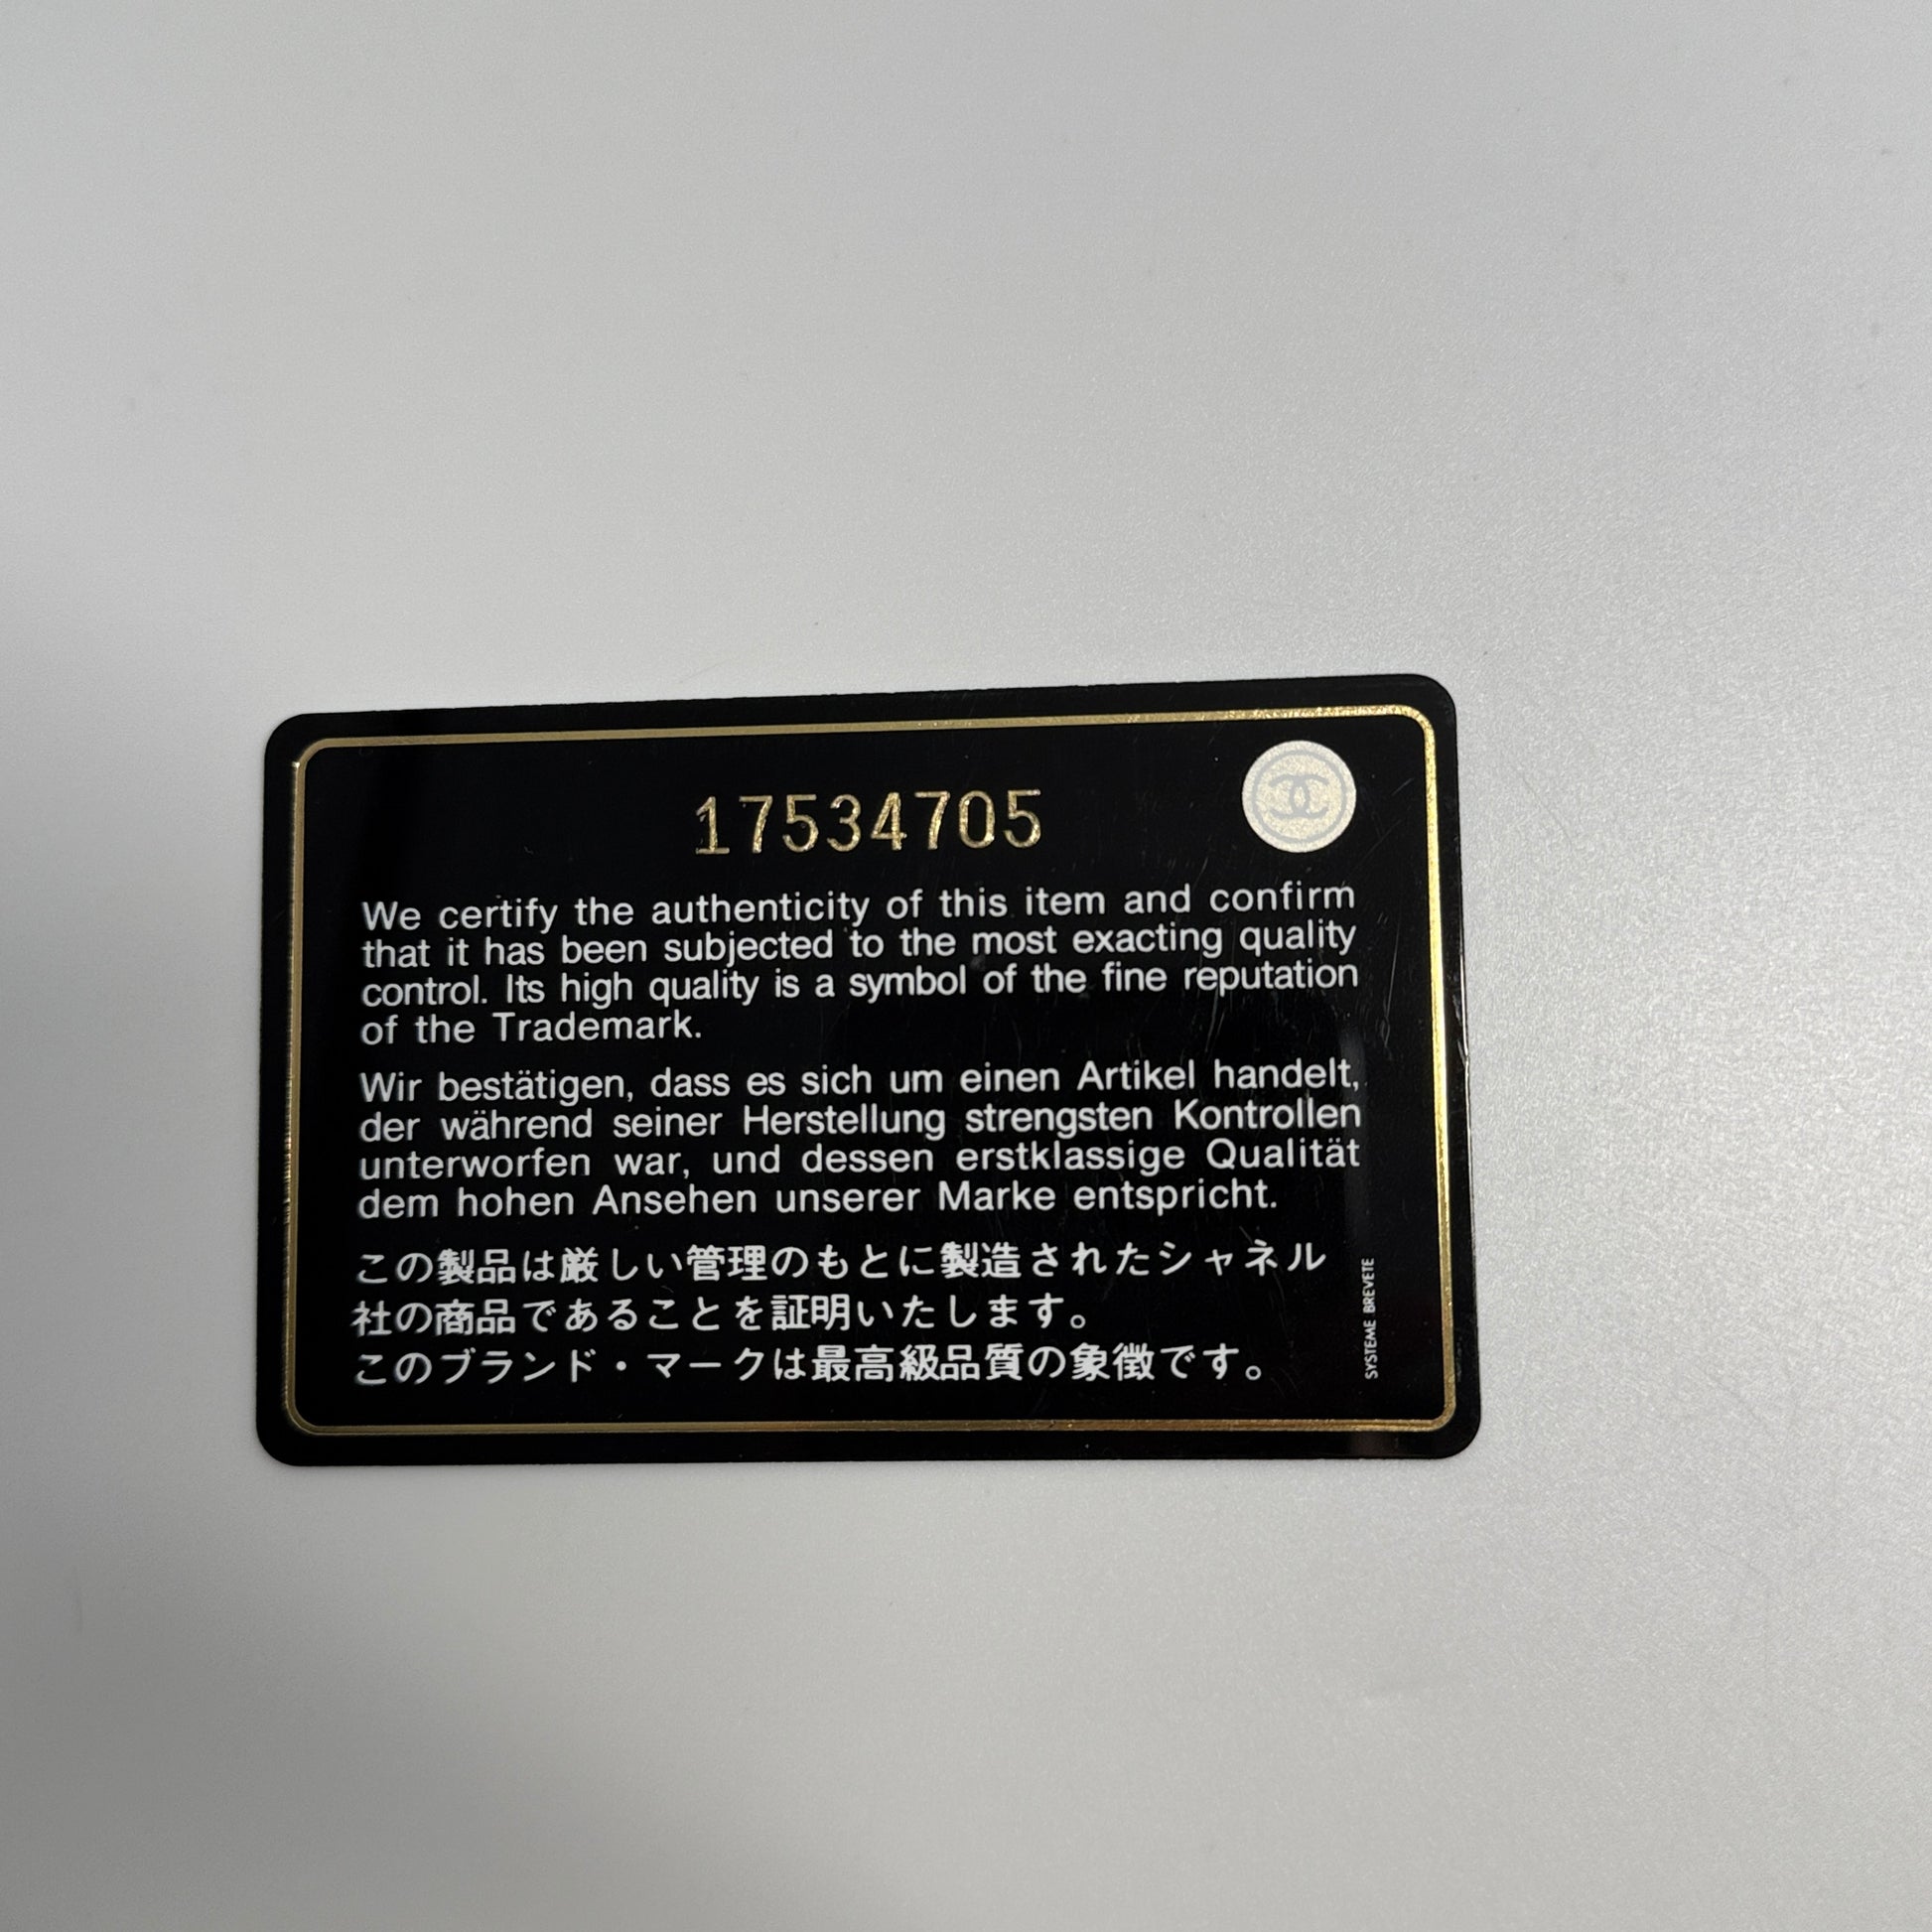 17534705
We certify the authenticity of this item and confirm
that it has been subjected to the most exacting quality
control. Its high quality is a symbol of the fine reputation
of the Trademark.
Wir bestätigen, dass es sich um einen Artikel handelt,
der während seiner Herstellung strengsten Kontrollen
unterworfen war, und dessen erstklassige Qualität
dem hohen Ansehen unserer Marke entspricht.
この製品は厳しい管理のもとに製造されたシャネル
社の商品であることを証明いたします。
このブランド・マークは最高級品質の象徴です。
SYSTEME BREVETE